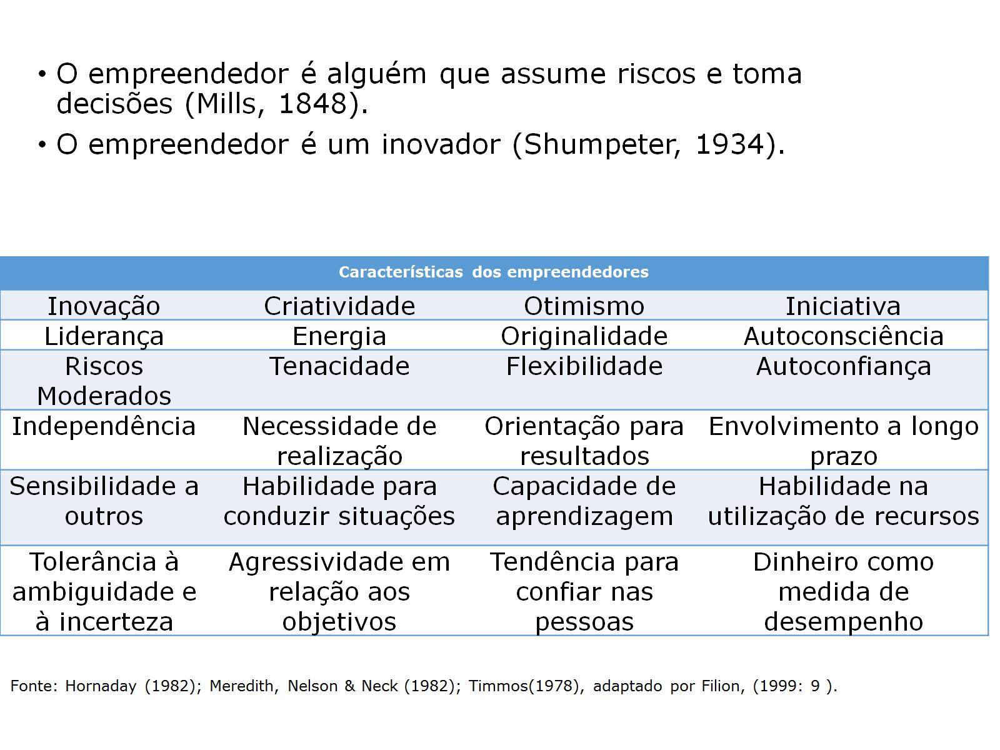 • O empreendedor é alguém que assume riscos e toma
decisões (Mills, 1848).
• O empreendedor é um inovador (Shumpeter, 1934).
Características dos empreendedores
Inovação Criatividade Otimismo Iniciativa
Liderança Energia Originalidade Autoconsciência
Riscos Tenacidade Flexibilidade Autoconfiança
Moderados
Independência Necessidade de Orientação para Envolvimento a longo
realização resultados prazo
Sensibilidade a Habilidade para Capacidade de Habilidade na
outros conduzir situações aprendizagem utilização de recursos
Tolerância à Agressividade em Tendência para Dinheiro como
ambiguidade e relação aos confiar nas medida de
à incerteza objetivos pessoas desempenho
Fonte: Hornaday (1982); Meredith, Nelson & Neck (1982); Timmos(1978), adaptado por Filion, (1999: 9 ).